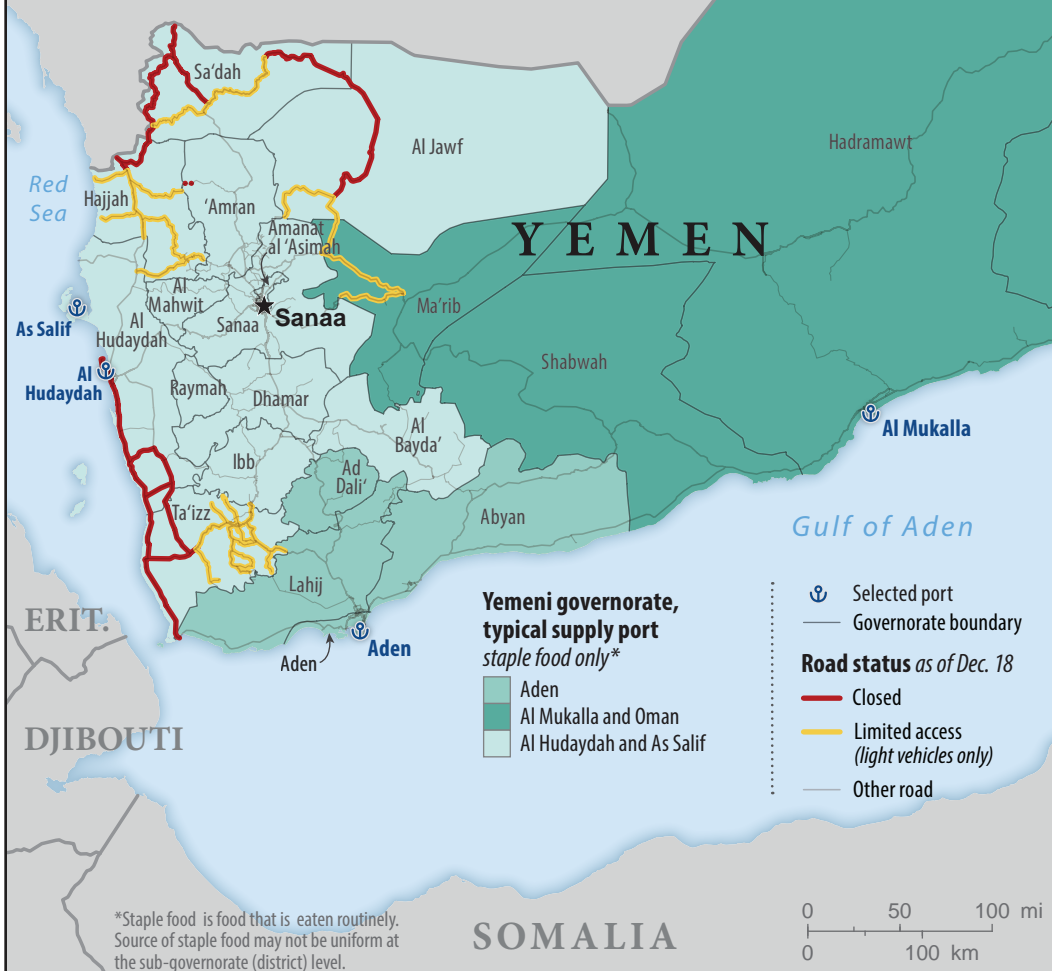 Sa‘dah
Al Jawf
Hadramawt
Red
Sea
Hajjah
‘Amran
YEMEN
Amanat
al ‘Asimah
Al
Mahwit
Sanaa
Sanaa
Ma’rib
As Salif
Al
Hudaydah
Shabwah
Al
Hudaydah
Raymah
Dhamar
Al Mukalla
Al
Bayda’
Ibb
Ad
Dali‘
Ta‘izz
Abyan
Gulf of Aden
Lahij
ERIT.
Aden
Aden
DJIBOUTI
Yemeni governorate,
typical supply port
staple food only*
Aden
Al Mukalla and Oman
Al Hudaydah and As Salif
Selected port
Governorate boundary
Road status as of Dec. 18
Closed
Limited access
(light vehicles only)
Other road
*Staple food is food that is eaten routinely.
Source of staple food may not be uniform at
the sub-governorate (district) level.
SOMALIA
0 50 100 mi
0 100 km